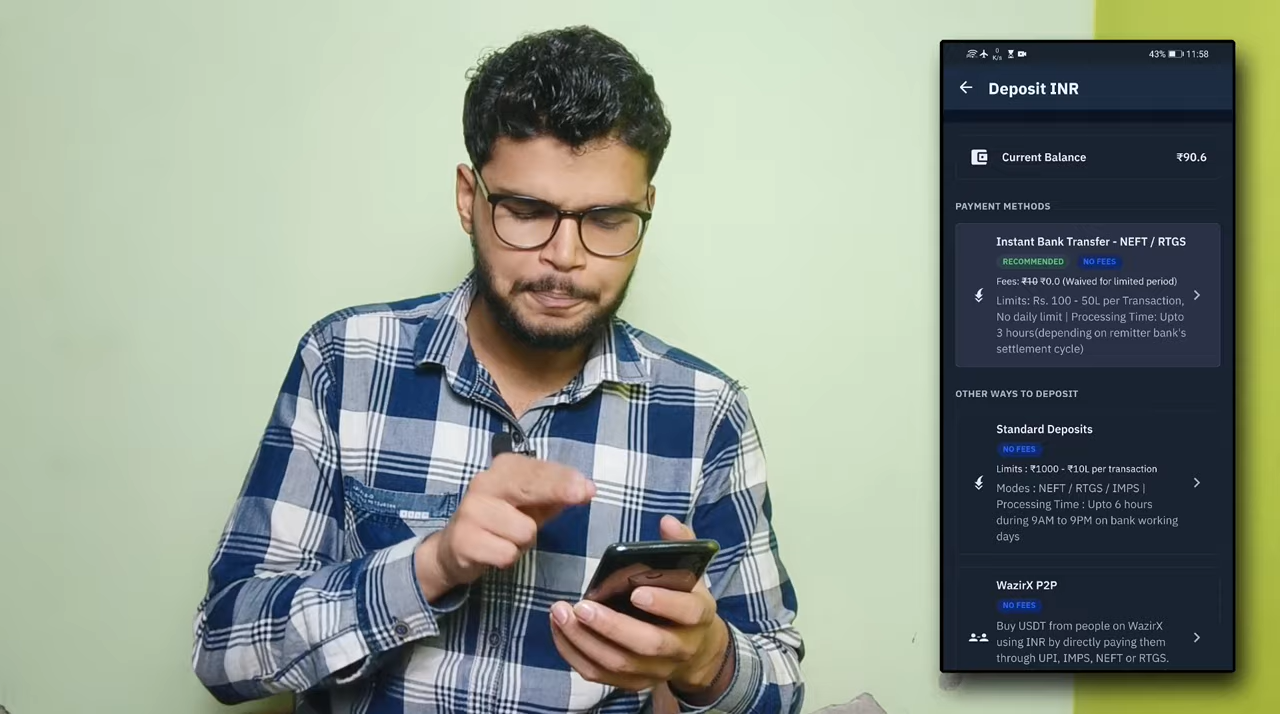 0
K/s
43% 11:58
Deposit INR
Current Balance ₹90.6
PAYMENT METHODS
Instant Bank Transfer - NEFT / RTGS
RECOMMENDED NO FEES
Fees: ₹10 ₹0.0 (Waived for limited period)
Limits: Rs. 100 - 50L per Transaction,
No daily limit | Processing Time: Upto
3 hours(depending on remitter bank's
settlement cycle)
OTHER WAYS TO DEPOSIT
Standard Deposits
NO FEES
Limits : ₹1000 - ₹10L per transaction
Modes : NEFT / RTGS / IMPS |
Processing Time : Upto 6 hours
during 9AM to 9PM on bank working
days
WazirX P2P
NO FEES
Buy USDT from people on WazirX
using INR by directly paying them
through UPI, IMPS, NEFT or RTGS.